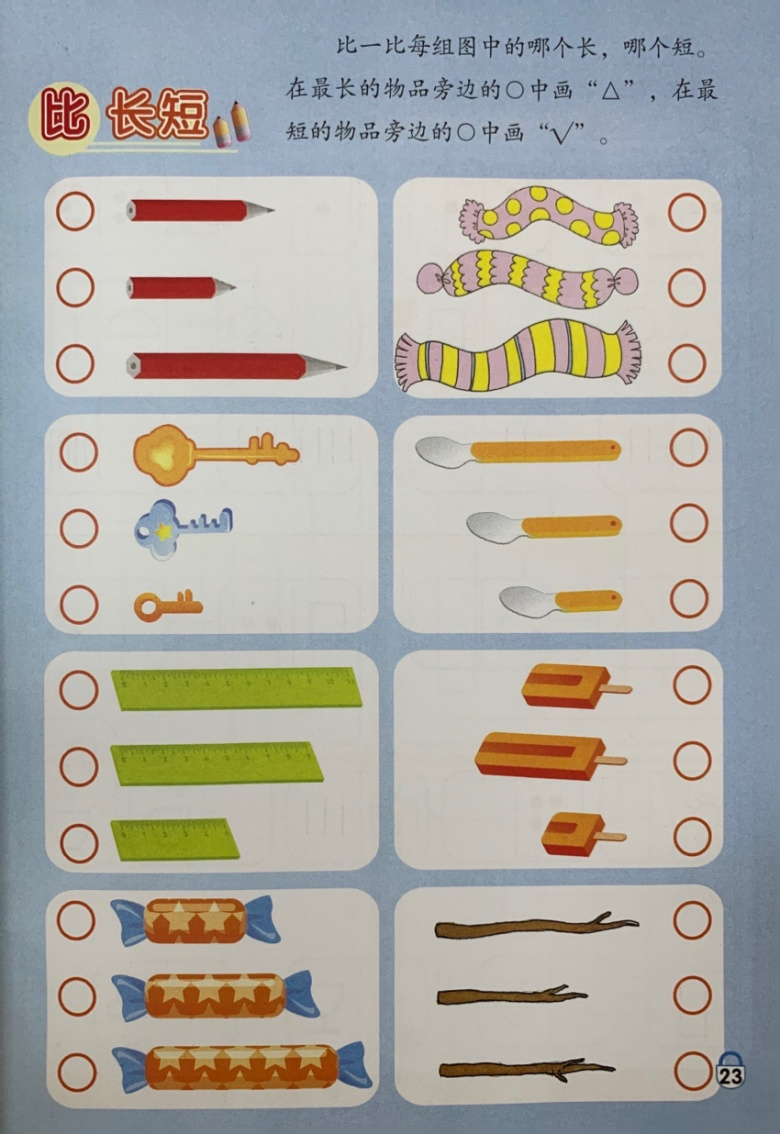 比一比每组图中的哪个长，哪个短。
在最长的物品旁边的○中画“△”，在最
短的物品旁边的○中画“√”。
比 长短
23